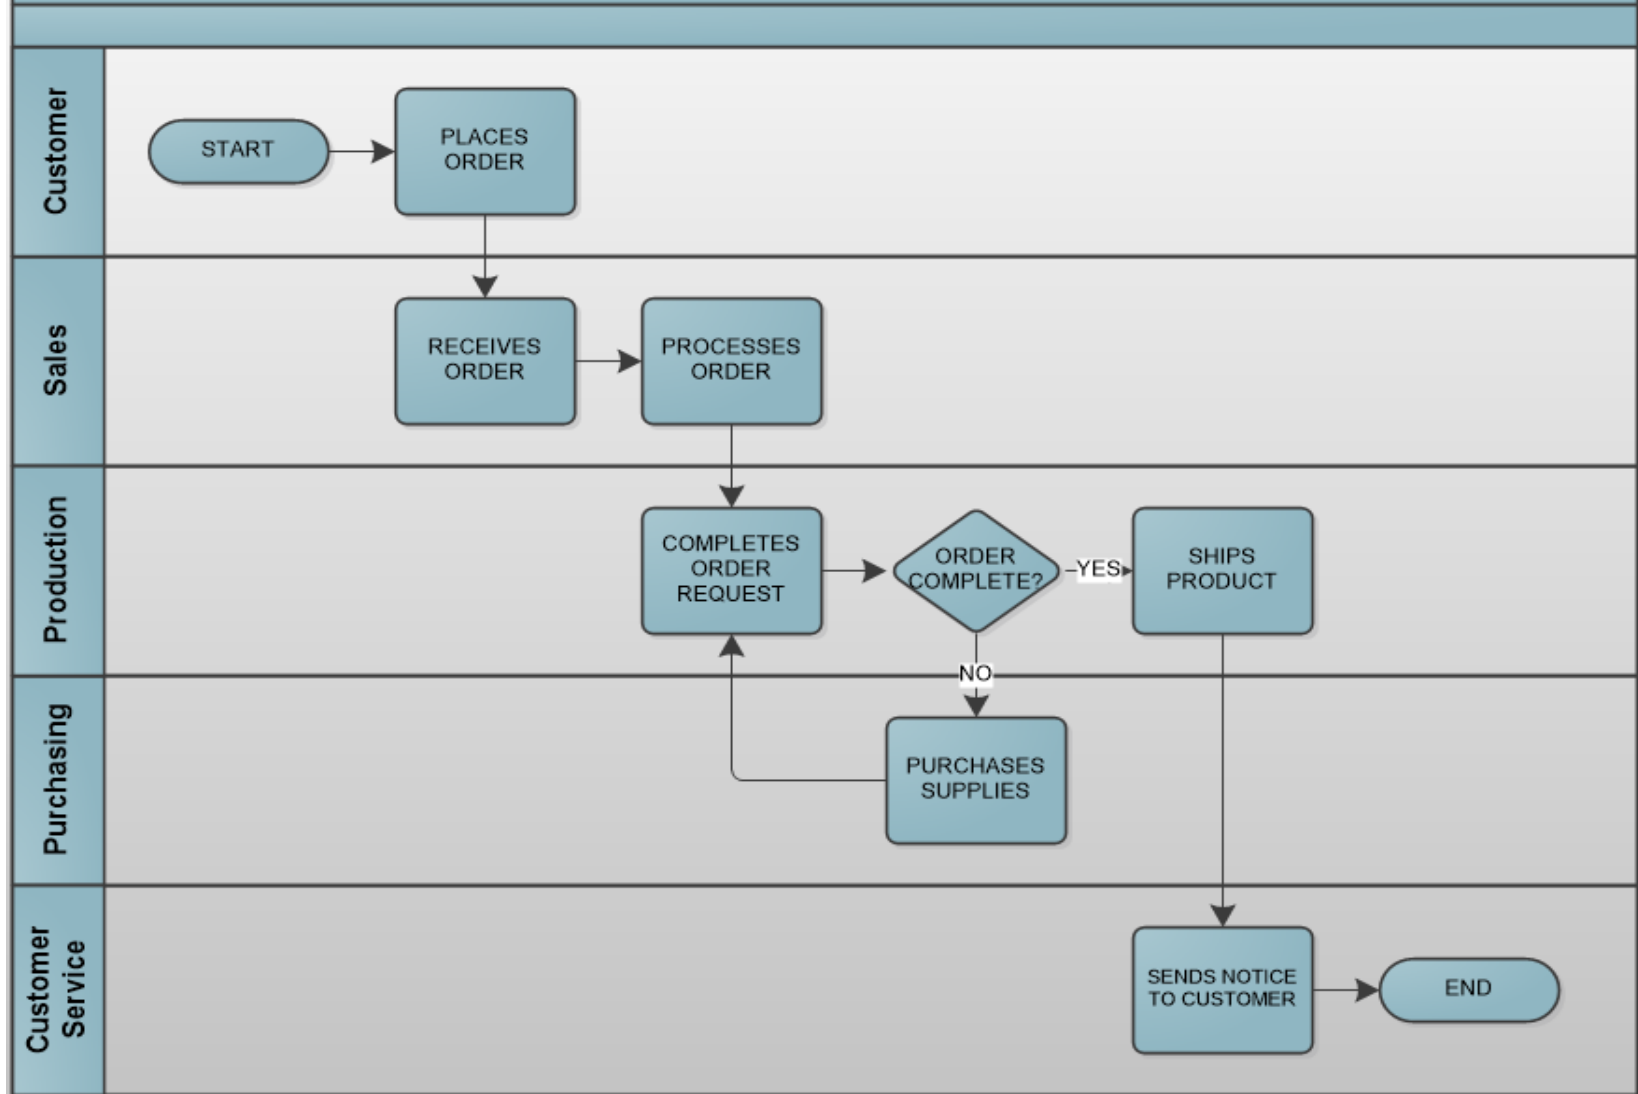 Customer
START
PLACES
ORDER
Sales
RECEIVES
ORDER
PROCESSES
ORDER
Production
COMPLETES
ORDER
REQUEST
ORDER
COMPLETE?
YES
SHIPS
PRODUCT
NO
Purchasing
PURCHASES
SUPPLIES
Customer
Service
SENDS NOTICE
TO CUSTOMER
END